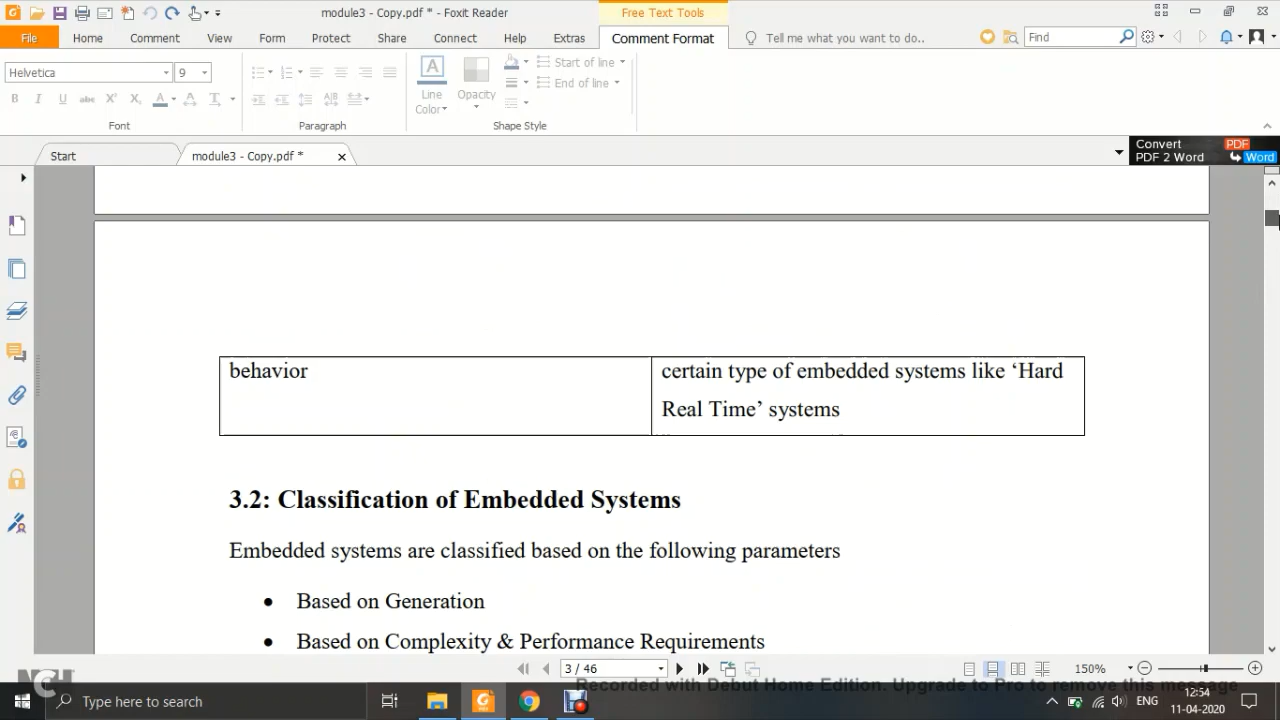 module3 - Copy.pdf * - Foxit Reader
Free Text Tools
File Home Comment View Form Protect Share Connect Help Extras Comment Format Tell me what you want to do.. Find
Helvetica 9
Start of line
End of line
Line
Color
Opacity
Font Paragraph Shape Style
Start module3 - Copy.pdf *
Convert PDF
PDF 2 Word Word
behavior
certain type of embedded systems like ‘Hard
Real Time’ systems
3.2: Classification of Embedded Systems
Embedded systems are classified based on the following parameters
• Based on Generation
• Based on Complexity & Performance Requirements
3 / 46 150%
NCH
Recorded with Debut Home Edition. Upgrade to Pro to remove this message
Type here to search
ENG
12:54
11-04-2020